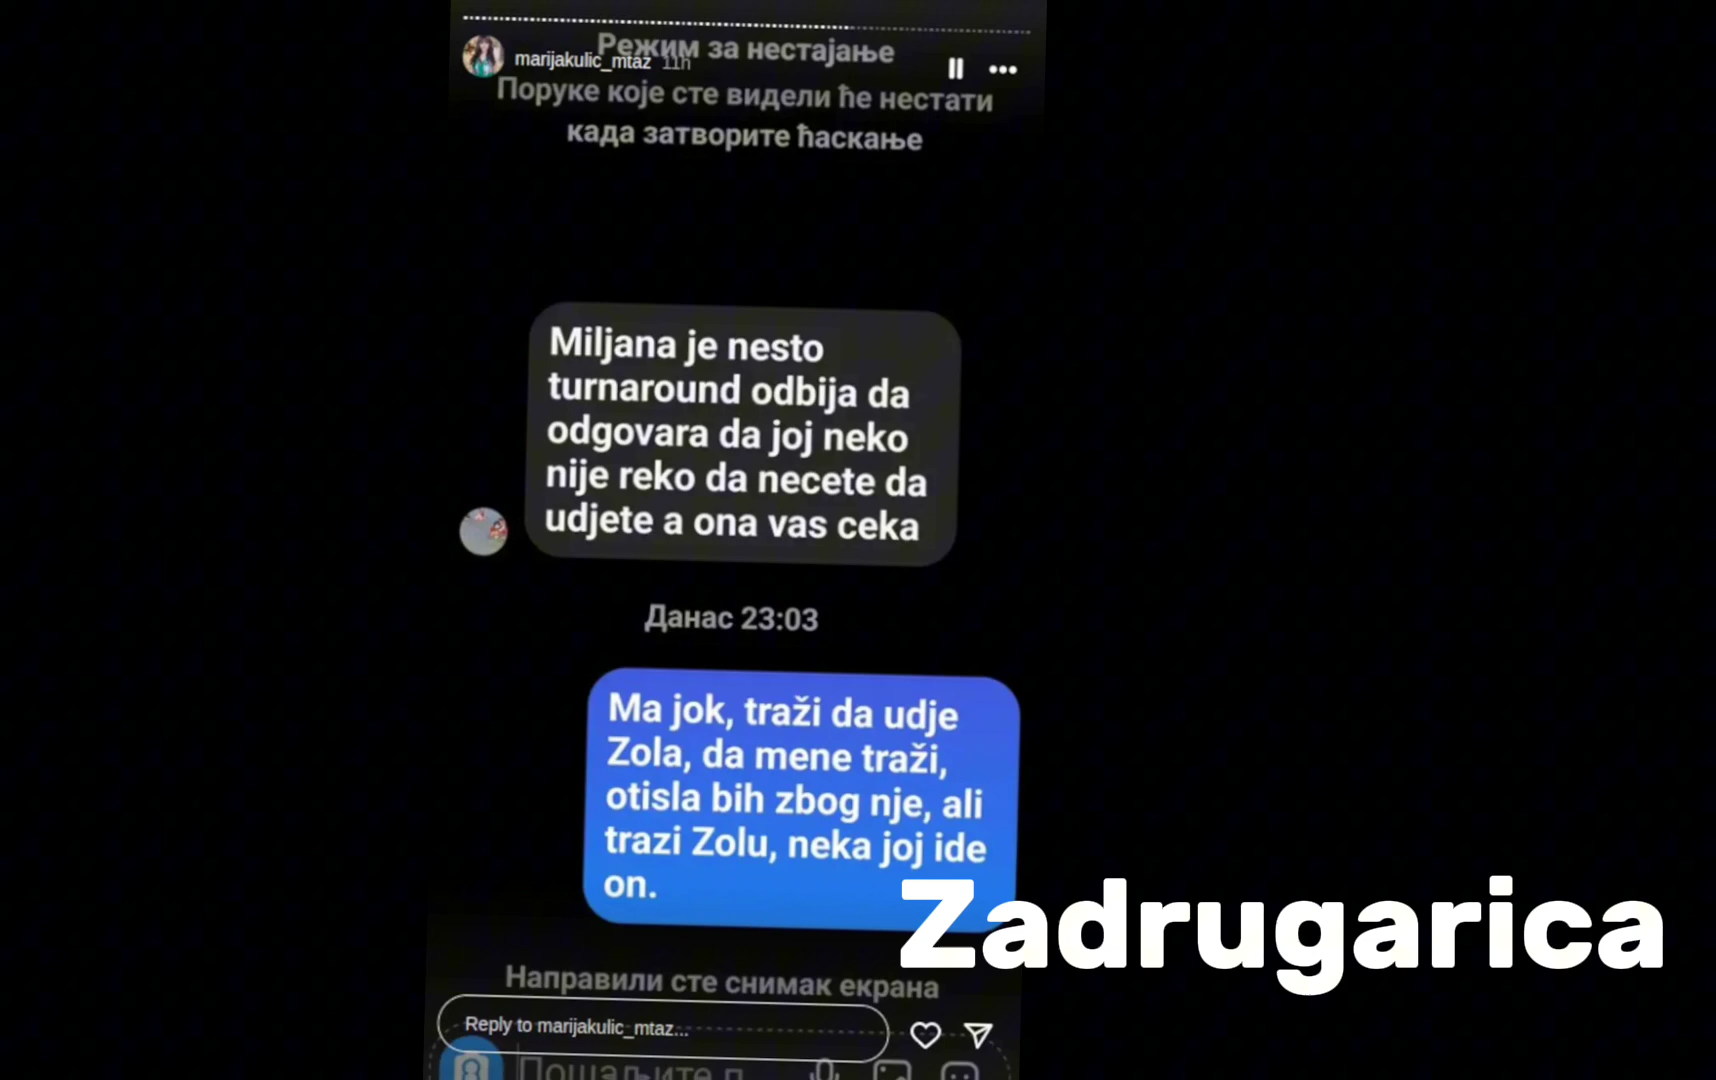 Режим за нестајање
marijakulic_mtaz 11h
Поруке које сте видели ће нестати
када затворите ћаскање
Miljana je nesto
turnaround odbija da
odgovara da joj neko
nije reko da necete da
udjete a ona vas ceka
Данас 23:03
Ma jok, traži da udje
Zola, da mene traži,
otisla bih zbog nje, ali
trazi Zolu, neka joj ide
on.
Zadrugarica
Направили сте снимак екрана
Reply to marijakulic_mtaz...
Пошаљите п